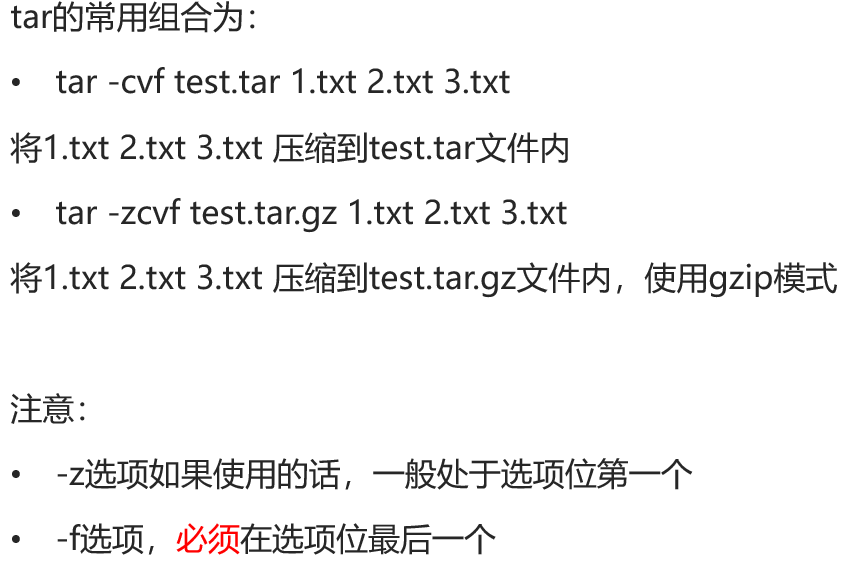 tar的常用组合为：
• tar -cvf test.tar 1.txt 2.txt 3.txt
将1.txt 2.txt 3.txt 压缩到test.tar文件内
• tar -zcvf test.tar.gz 1.txt 2.txt 3.txt
将1.txt 2.txt 3.txt 压缩到test.tar.gz文件内，使用gzip模式
注意：
• -z选项如果使用的话，一般处于选项位第一个
• -f选项，必须在选项位最后一个